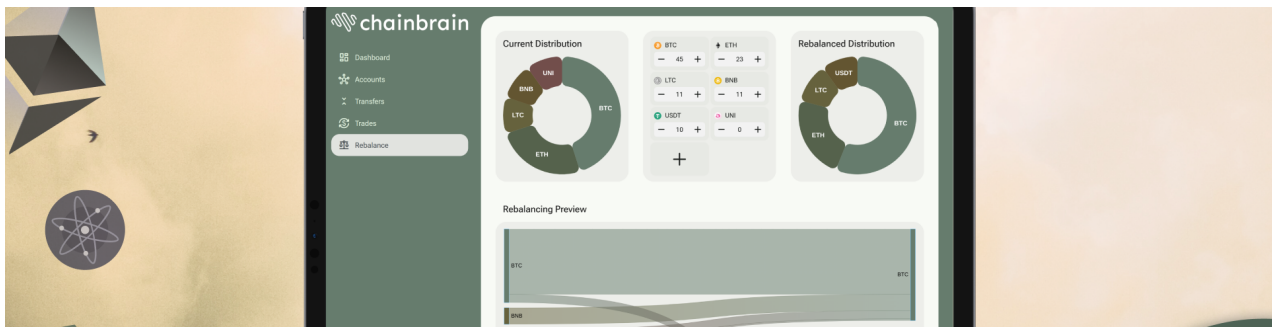 chainbrain
Dashboard
Accounts
Transfers
Trades
Rebalance
Current Distribution
UNI
BNB
LTC
ETH
BTC
BTC
45
ETH
23
LTC
11
BNB
11
USDT
10
UNI
0
Rebalanced Distribution
USDT
LTC
ETH
BTC
Rebalancing Preview
BTC
BTC
BNB